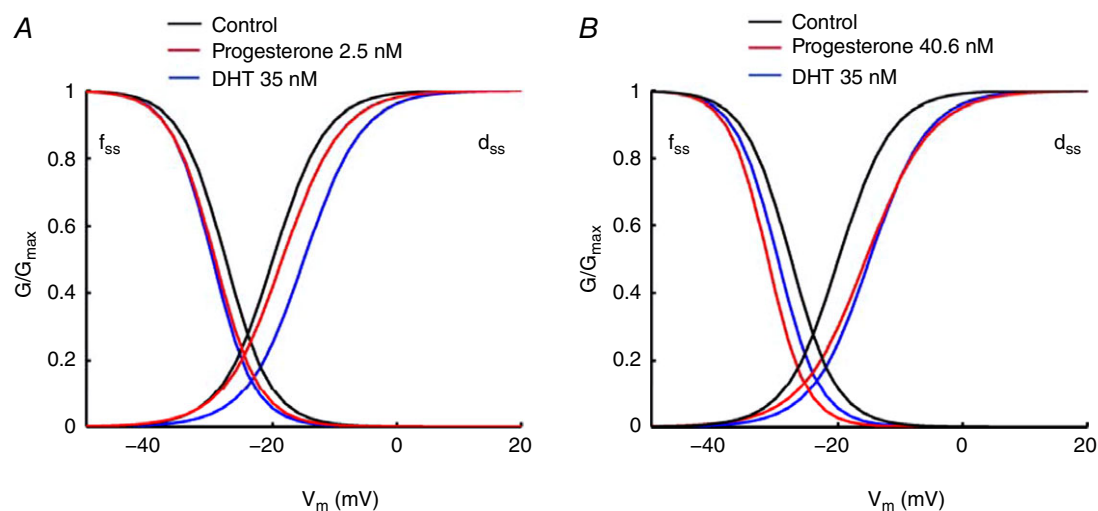 A
Control
Progesterone 2.5 nM
DHT 35 nM
1
0.8
0.6
0.4
0.2
0
G/Gmax
fss
dss
−40
−20
0
20
Vm (mV)
B
Control
Progesterone 40.6 nM
DHT 35 nM
1
0.8
0.6
0.4
0.2
0
G/Gmax
fss
dss
−40
−20
0
20
Vm (mV)